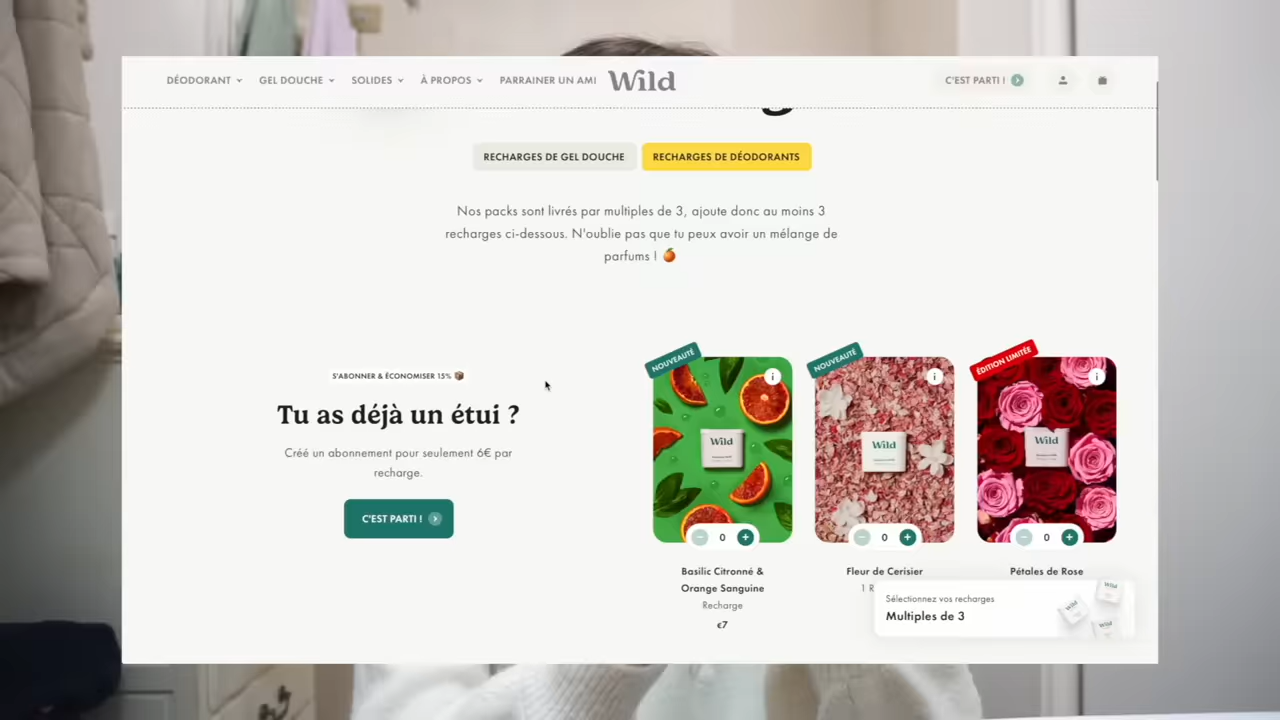 DÉODORANT
GEL DOUCHE
SOLIDES
À PROPOS
PARRAINER UN AMI
Wild
C'EST PARTI !
RECHARGES DE GEL DOUCHE
RECHARGES DE DÉODORANTS
Nos packs sont livrés par multiples de 3, ajoute donc au moins 3
recharges ci-dessous. N'oublie pas que tu peux avoir un mélange de
parfums ! 🍊
S'ABONNER & ÉCONOMISER 15% 📦
Tu as déjà un étui ?
Créé un abonnement pour seulement 6€ par
recharge.
C'EST PARTI !
NOUVEAUTÉ
Wild
0
Basilic Citronné &
Orange Sanguine
Recharge
€7
NOUVEAUTÉ
Wild
0
Fleur de Cerisier
1 R
ÉDITION LIMITÉE
Wild
0
Pétales de Rose
Sélectionnez vos recharges
Multiples de 3
Wild
Wild
Wild